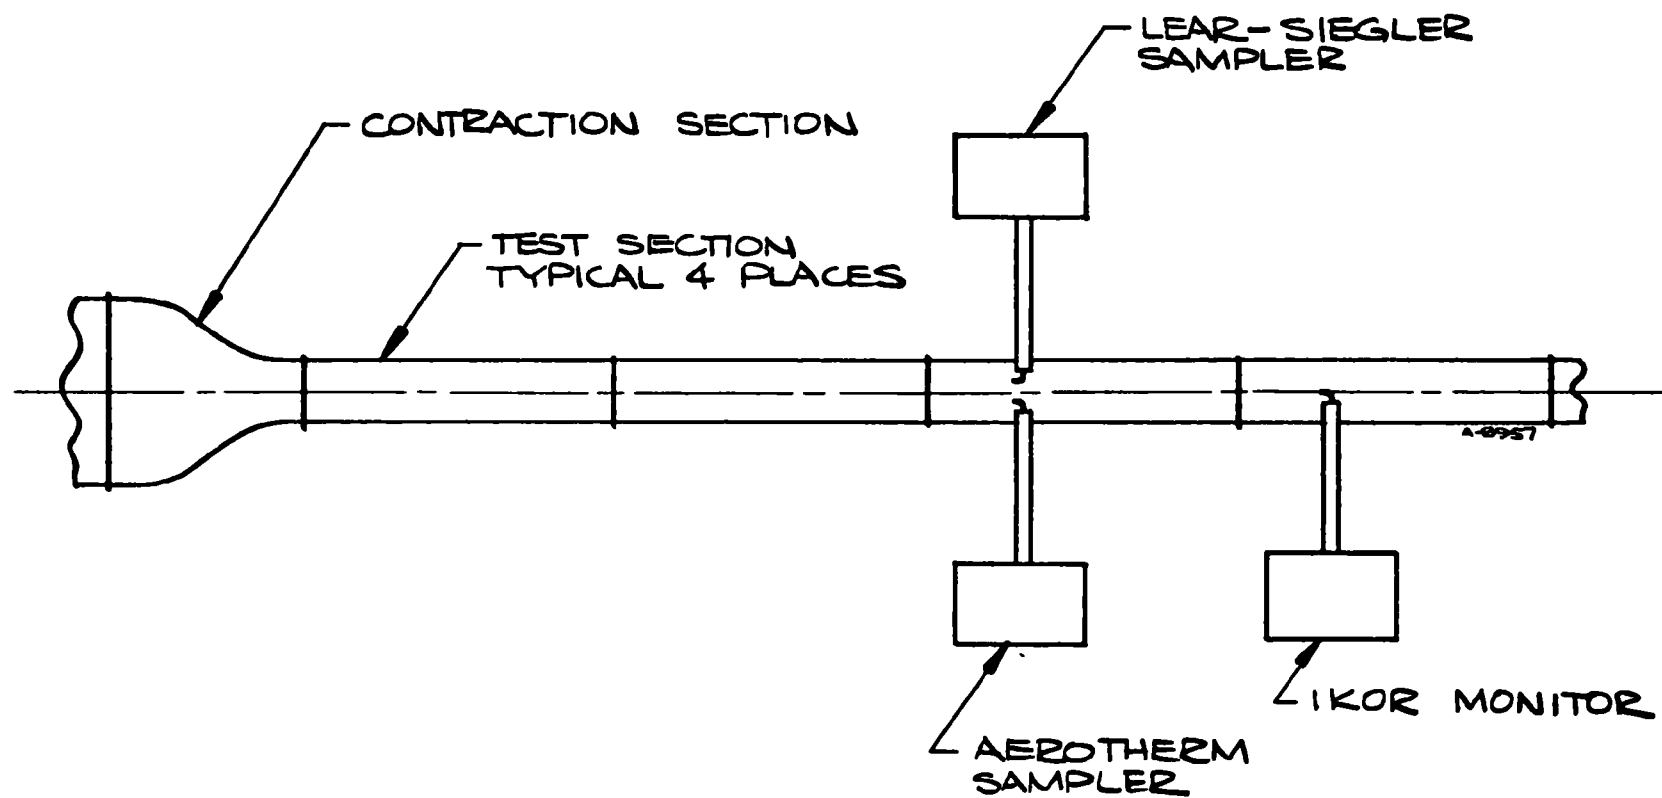 LEAR-SIEGLER
SAMPLER
CONTRACTION SECTION
TEST SECTION
TYPICAL 4 PLACES
A-8957
IKOR MONITOR
AEROTHERM
SAMPLER